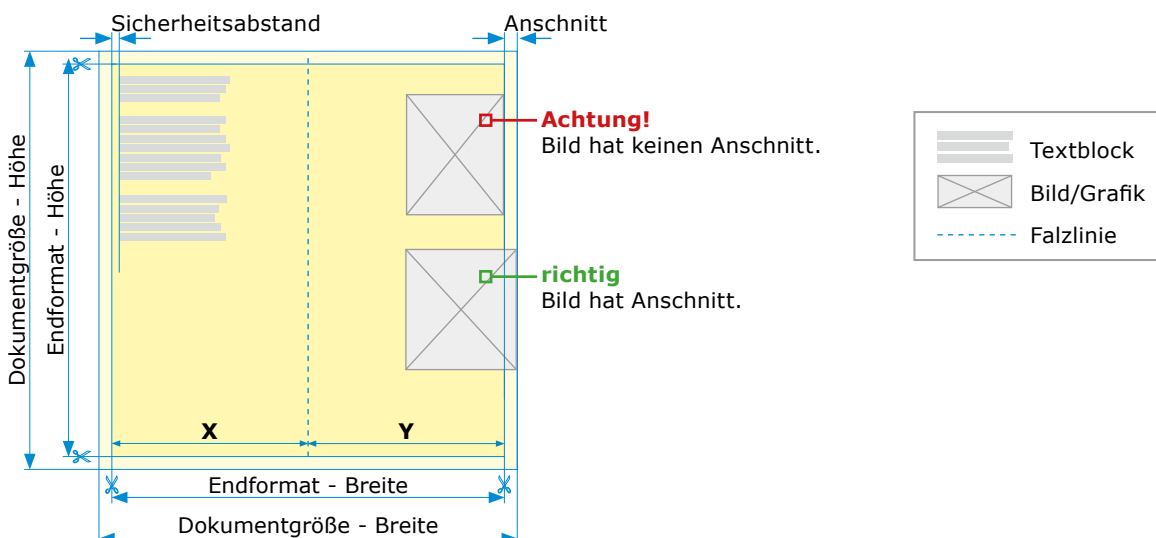 Sicherheitsabstand
Anschnitt
Dokumentgröße - Höhe
Endformat - Höhe
Achtung!
Bild hat keinen Anschnitt.
richtig
Bild hat Anschnitt.
X
Y
Endformat - Breite
Dokumentgröße - Breite
Textblock
Bild/Grafik
Falzlinie